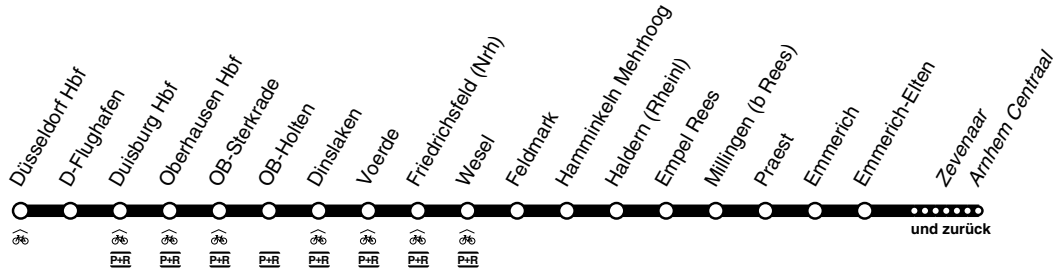 Düsseldorf Hbf
D-Flughafen
Duisburg Hbf
Oberhausen Hbf
OB-Sterkrade
OB-Holten
Dinslaken
Voerde
Friedrichsfeld (Nrh)
Wesel
Feldmark
Hamminkeln Mehrhoog
Haldern (Rheinl)
Empel Rees
Millingen (b Rees)
Praest
Emmerich
Emmerich-Elten
Zevenaar
Arnhem Centraal
und zurück
P+R P+R P+R P+R P+R P+R P+R P+R